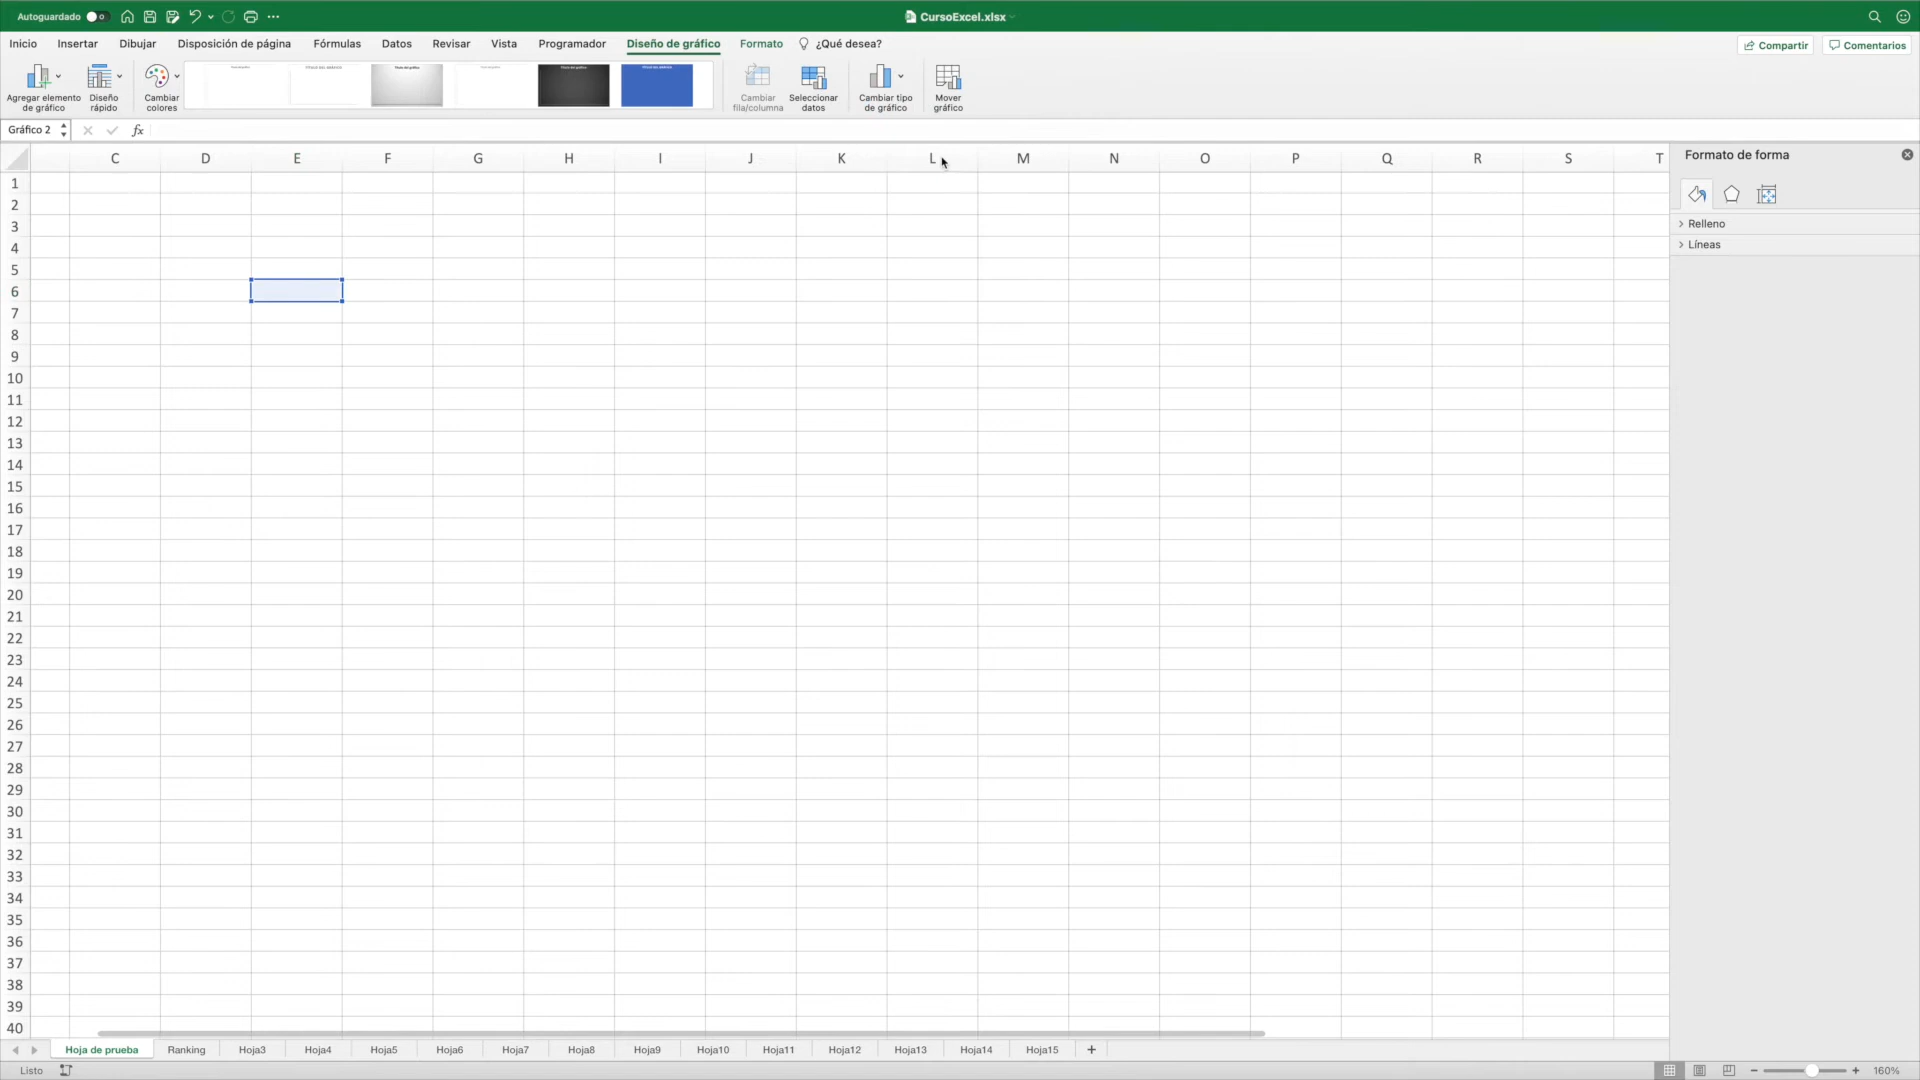 Autoguardado
CursoExcel.xlsx
Inicio Insertar Dibujar Disposición de página Fórmulas Datos Revisar Vista Programador Diseño de gráfico Formato ¿Qué desea? Compartir Comentarios
Agregar elemento de gráfico
Diseño rápido
Cambiar colores
Cambiar fila/columna
Seleccionar datos
Cambiar tipo de gráfico
Mover gráfico
Gráfico 2 fx
C D E F G H I J K L M N O P Q R S T
Formato de forma
Relleno
Líneas
1
2
3
4
5
6
7
8
9
10
11
12
13
14
15
16
17
18
19
20
21
22
23
24
25
26
27
28
29
30
31
32
33
34
35
36
37
38
39
40
Hoja de prueba Ranking Hoja3 Hoja4 Hoja5 Hoja6 Hoja7 Hoja8 Hoja9 Hoja10 Hoja11 Hoja12 Hoja13 Hoja14 Hoja15 +
Listo 160%